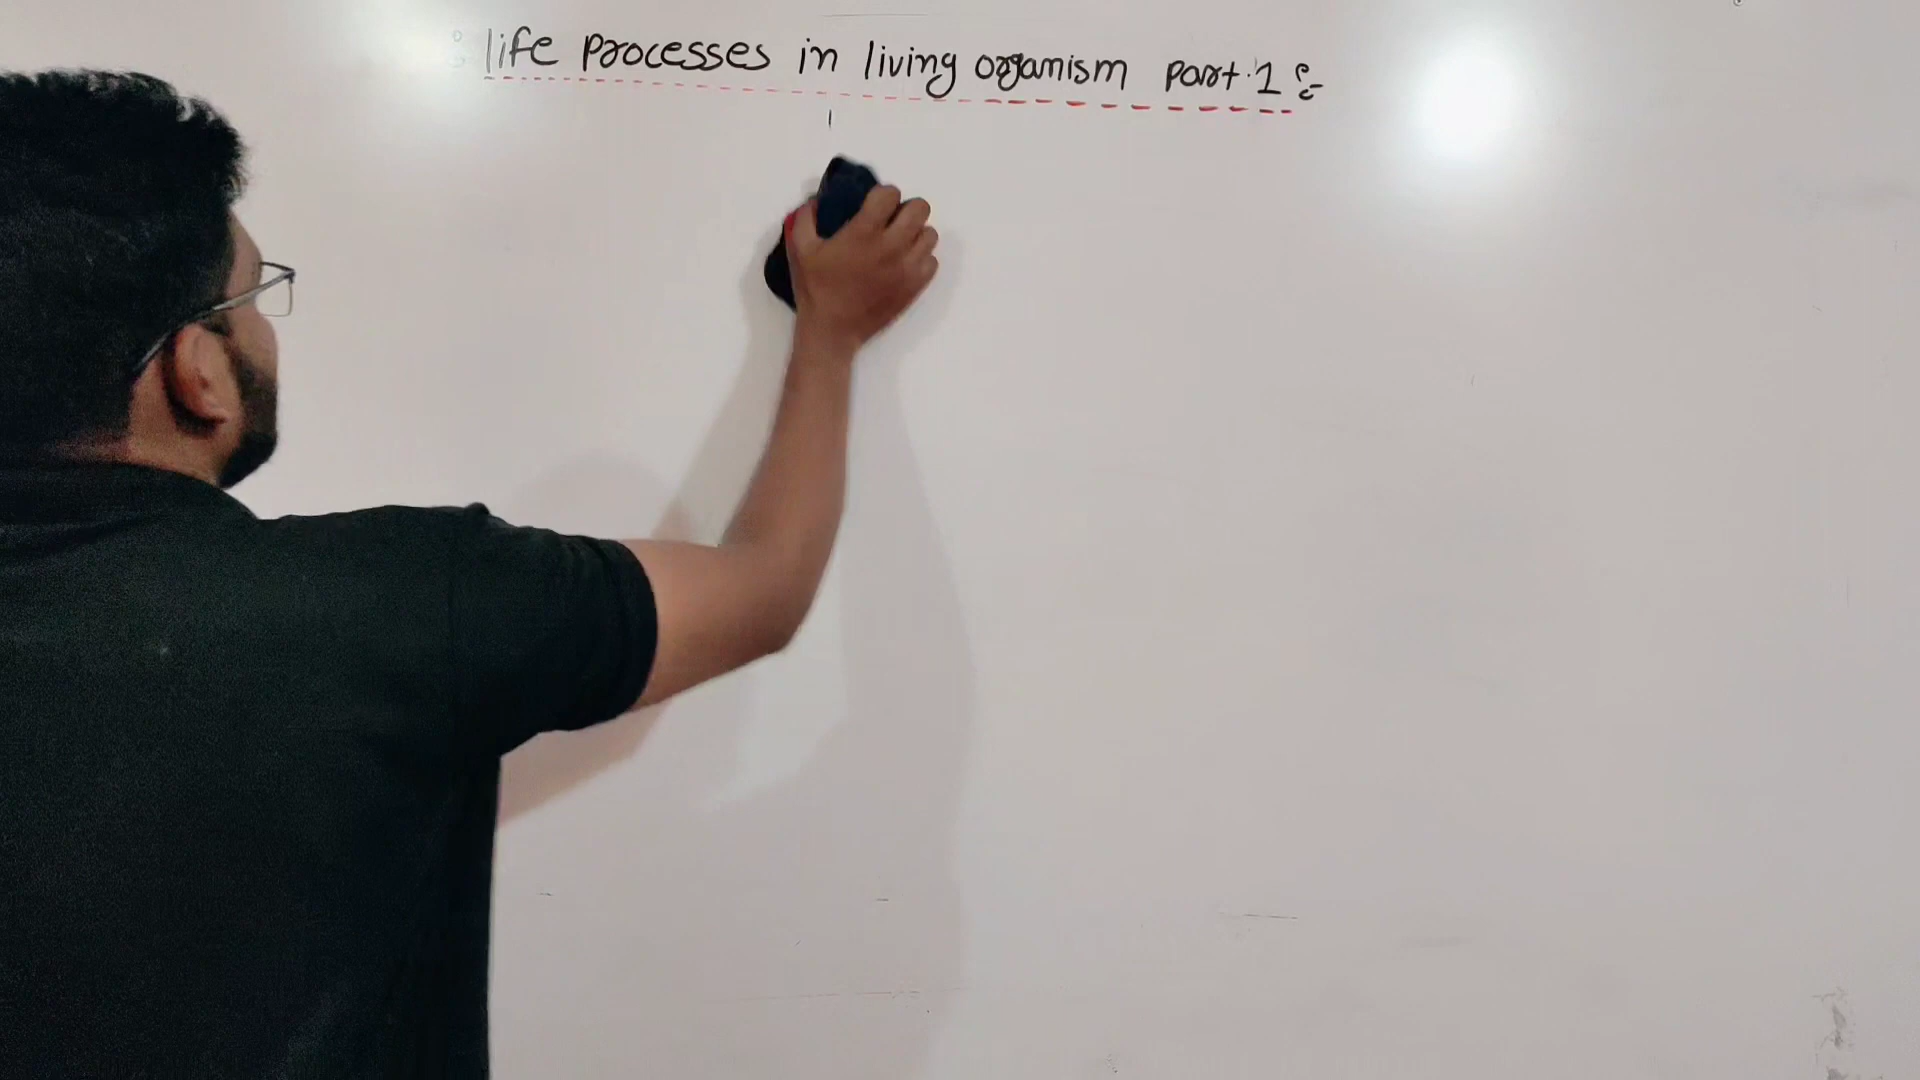 life processes in living organism part.1 :-